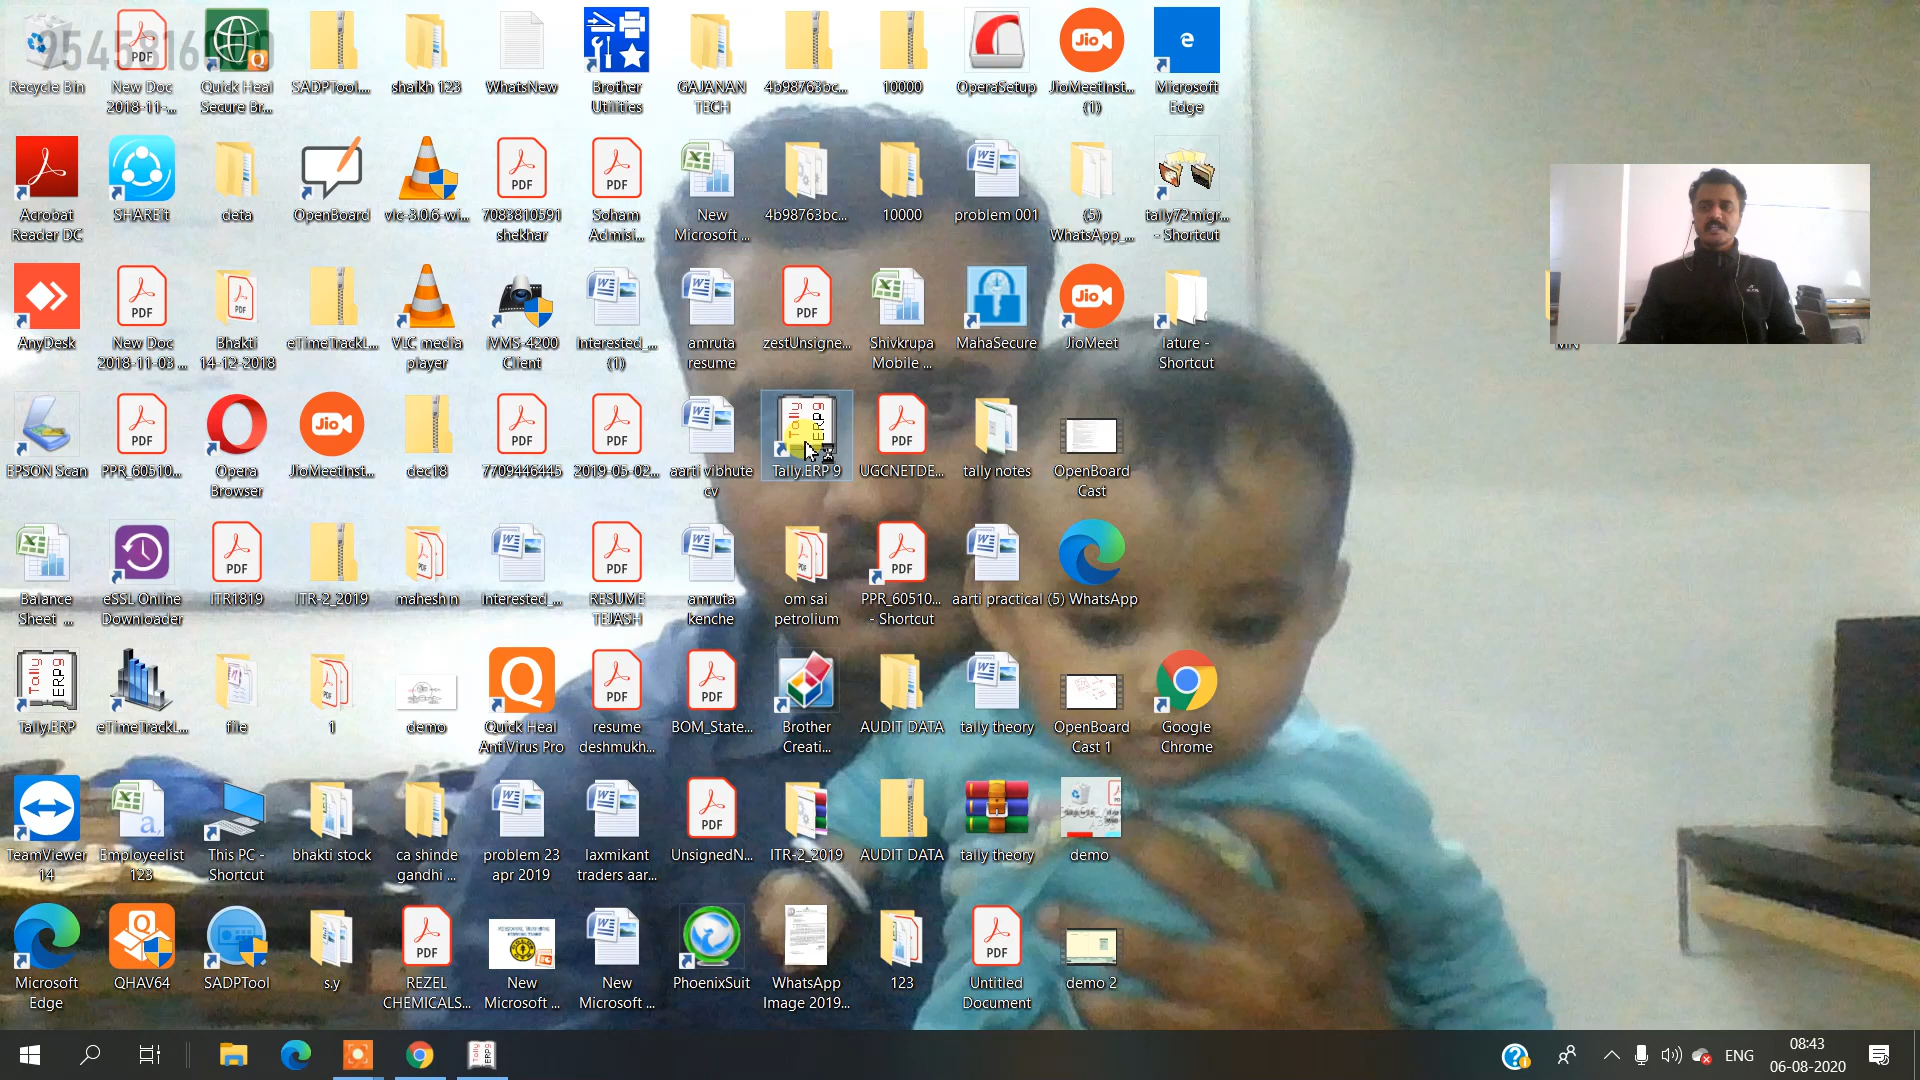 Recycle Bin
New Doc
2018-11-...
Quick Heal
Secure Br...
SADPTool....
shaikh 123
WhatsNew
Brother
Utilities
GAJANAN
TECH
4b98763bc...
10000
OperaSetup
JioMeetInst...
(1)
Microsoft
Edge
Acrobat
Reader DC
SHAREit
deta
OpenBoard
vlc-3.0.6-wi...
7083810591
shekhar
Soham
Admisi...
New
Microsoft ...
4b98763bc...
10000
problem 001
(5)
WhatsApp_...
tally72migr...
- Shortcut
AnyDesk
New Doc
2018-11-03 ...
Bhakti
14-12-2018
eTimeTrackL...
VLC media
player
iVMS-4200
Client
Interested_...
(1)
amruta
resume
zestUnsigne...
Shivkrupa
Mobile ...
MahaSecure
JioMeet
lature -
Shortcut
MN
EPSON Scan
PPR_60510...
Opera
Browser
JioMeetInst...
dec18
7709446445
2019-05-02...
aarti vibhute
cv
Tally.ERP 9
UGCNETDE...
tally notes
OpenBoard
Cast
Balance
Sheet ...
eSSL Online
Downloader
ITR1819
ITR-2_2019
mahesh n
Interested_...
RESUME
TEJASH
amruta
kenche
om sai
petrolium
PPR_60510...
- Shortcut
aarti practical
(5) WhatsApp
Tally.ERP
eTimeTrackL...
file
1
demo
Quick Heal
AntiVirus Pro
resume
deshmukh...
BOM_State...
Brother
Creati...
AUDIT DATA
tally theory
OpenBoard
Cast 1
Google
Chrome
TeamViewer
14
Employeelist
123
This PC -
Shortcut
bhakti stock
ca shinde
gandhi ...
problem 23
apr 2019
laxmikant
traders aar...
UnsignedN...
ITR-2_2019
AUDIT DATA
tally theory
demo
Microsoft
Edge
QHAV64
SADPTool
s.y
REZEL
CHEMICALS...
New
Microsoft ...
New
Microsoft ...
PhoenixSuit
WhatsApp
Image 2019...
123
Untitled
Document
demo 2
ENG
08:43
06-08-2020